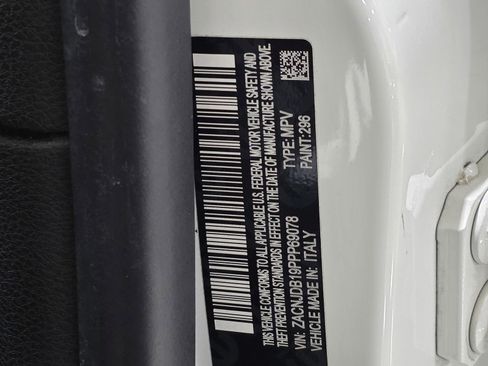 THIS VEHICLE CONFORMS TO ALL APPLICABLE U.S. FEDERAL MOTOR VEHICLE SAFETY AND
THEFT PREVENTION STANDARDS IN EFFECT ON THE DATE OF MANUFACTURE SHOWN ABOVE.
VIN: ZACNJDB19PPP69078 TYPE: MPV
VEHICLE MADE IN: ITALY PAINT: 296